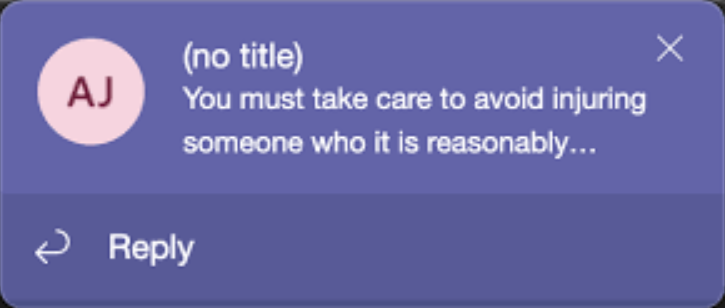 AJ
(no title)
You must take care to avoid injuring
someone who it is reasonably...
Reply